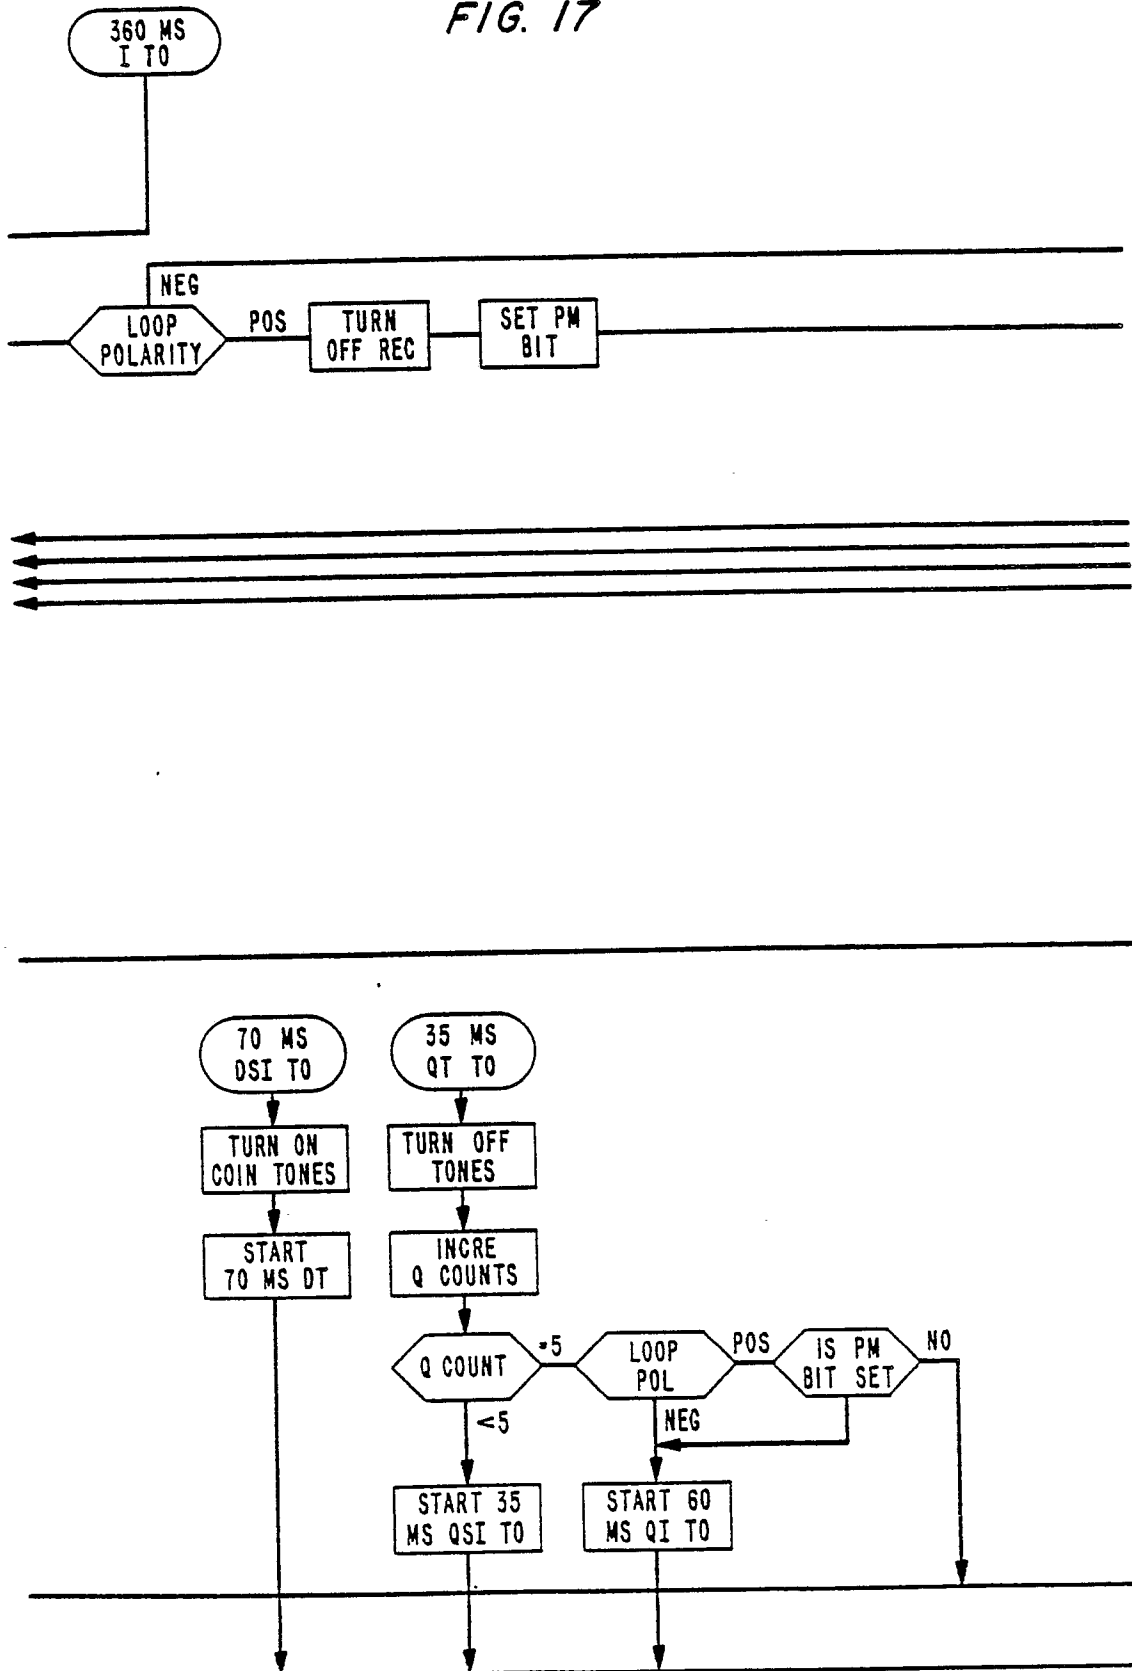 FIG. 17
360 MS
I TO
NEG
LOOP
POLARITY
POS
TURN
OFF REC
SET PM
BIT
70 MS
DSI TO
35 MS
QT TO
TURN ON
COIN TONES
TURN OFF
TONES
START
70 MS DT
INCRE
Q COUNTS
Q COUNT
=5
LOOP
POL
POS
IS PM
BIT SET
NO
<5
NEG
START 35
MS QSI TO
START 60
MS QI TO